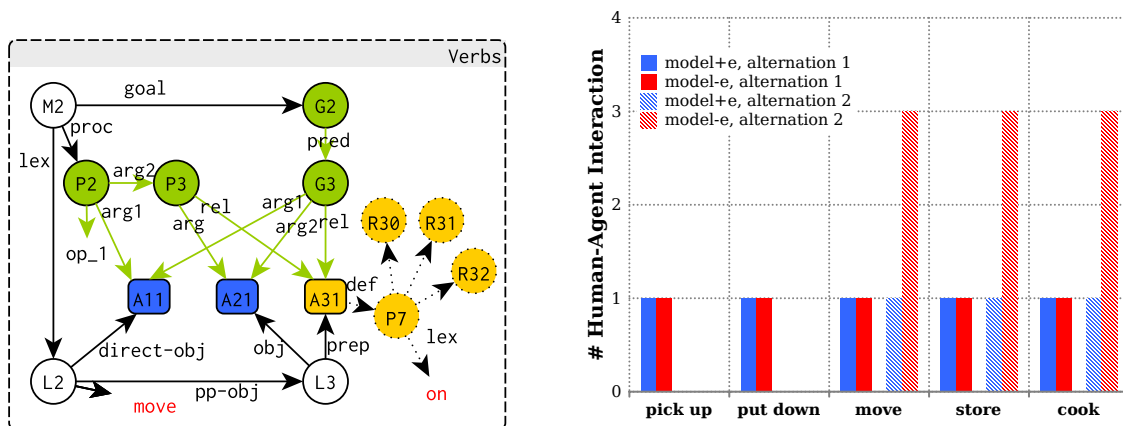 Verbs
M2
goal
G2
proc
pred
lex
P2
arg2
P3
G3
arg1
rel
arg1
arg
arg2
rel
R30
R31
op_1
R32
A11
A21
A31
def
P7
direct-obj
obj
prep
lex
L2
pp-obj
L3
move
on
# Human-Agent Interaction
4
3
2
1
0
model+e, alternation 1
model-e, alternation 1
model+e, alternation 2
model-e, alternation 2
pick up
put down
move
store
cook